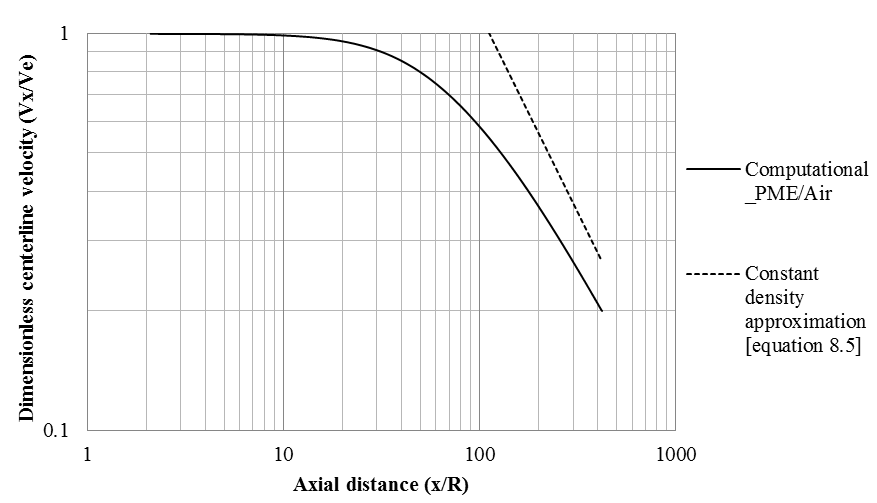 Dimensionless centerline velocity (Vx/Ve)
1
0.1
1
10
100
1000
Axial distance (x/R)
Computational
_PME/Air
Constant
density
approximation
[equation 8.5]